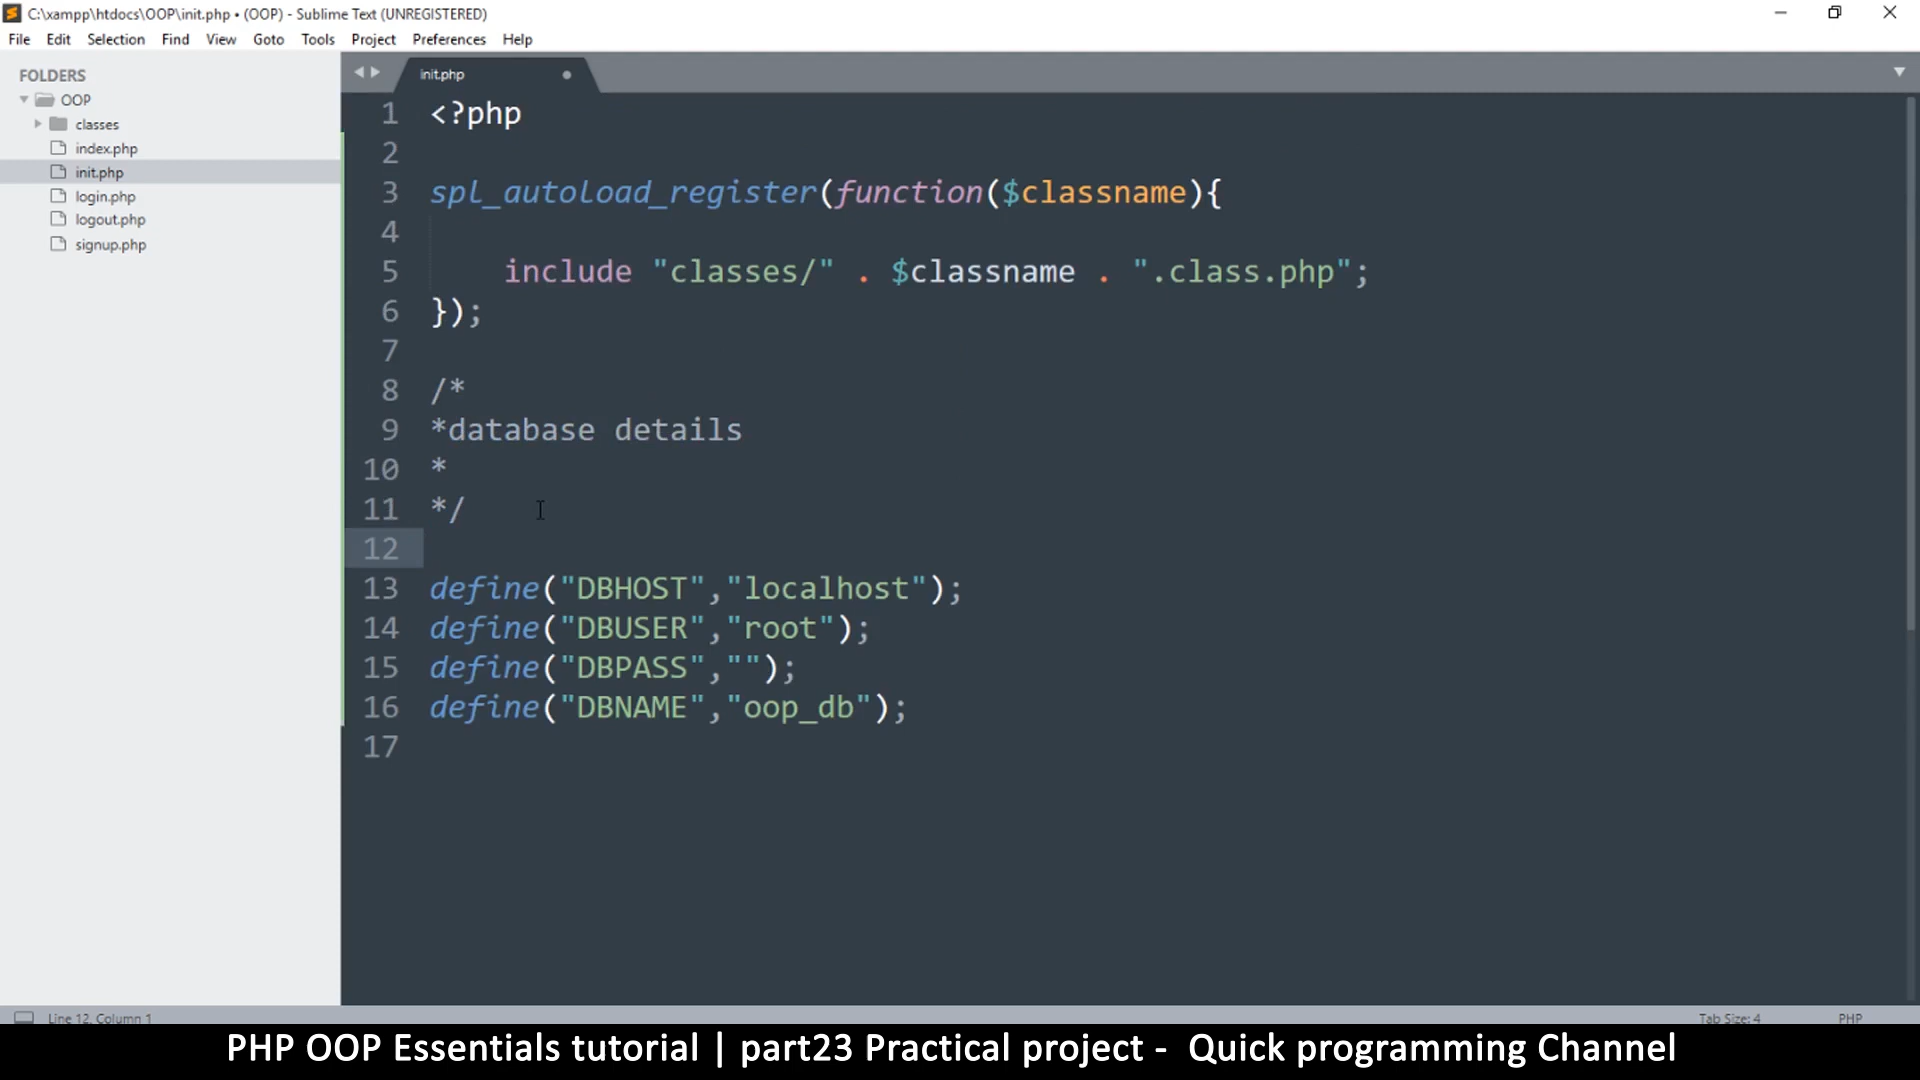 C:\xampp\htdocs\OOP\init.php • (OOP) - Sublime Text (UNREGISTERED)
File Edit Selection Find View Goto Tools Project Preferences Help
FOLDERS
OOP
classes
index.php
init.php
login.php
logout.php
signup.php
init.php
1 <?php
2
3 spl_autoload_register(function($classname){
4
5     include "classes/" . $classname . ".class.php";
6 });
7
8 /*
9 *database details
10 *
11 */
12
13 define("DBHOST","localhost");
14 define("DBUSER","root");
15 define("DBPASS","");
16 define("DBNAME","oop_db");
17
Line 12, Column 1 Tab Size: 4 PHP
PHP OOP Essentials tutorial | part23 Practical project - Quick programming Channel